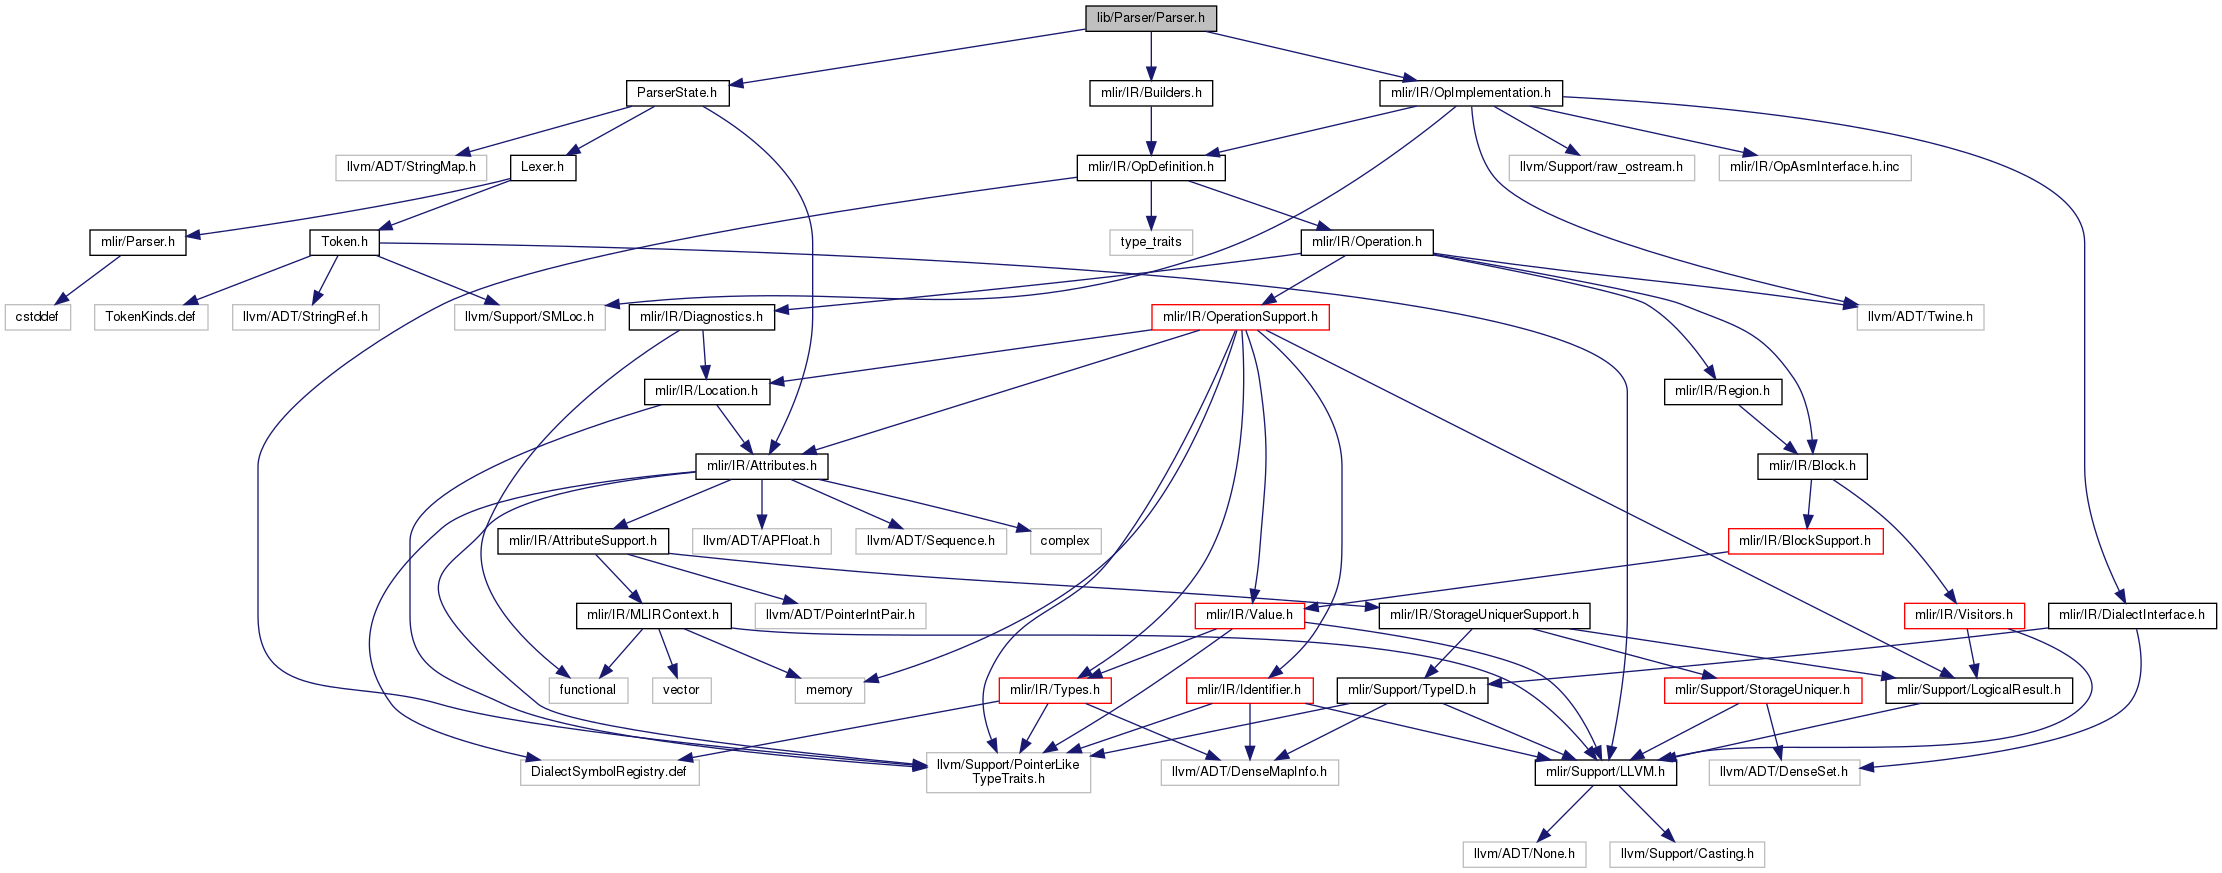 lib/Parser/Parser.h
ParserState.h
mlir/IR/Builders.h
mlir/IR/OpImplementation.h
llvm/ADT/StringMap.h
Lexer.h
mlir/IR/OpDefinition.h
llvm/Support/raw_ostream.h
mlir/IR/OpAsmInterface.h.inc
mlir/Parser.h
Token.h
type_traits
mlir/IR/Operation.h
cstddef
TokenKinds.def
llvm/ADT/StringRef.h
llvm/Support/SMLoc.h
mlir/IR/Diagnostics.h
mlir/IR/OperationSupport.h
llvm/ADT/Twine.h
mlir/IR/Location.h
mlir/IR/Region.h
mlir/IR/Attributes.h
mlir/IR/Block.h
mlir/IR/AttributeSupport.h
llvm/ADT/APFloat.h
llvm/ADT/Sequence.h
complex
mlir/IR/BlockSupport.h
mlir/IR/MLIRContext.h
llvm/ADT/PointerIntPair.h
mlir/IR/Value.h
mlir/IR/StorageUniquerSupport.h
mlir/IR/Visitors.h
mlir/IR/DialectInterface.h
functional
vector
memory
mlir/IR/Types.h
mlir/IR/Identifier.h
mlir/Support/TypeID.h
mlir/Support/StorageUniquer.h
mlir/Support/LogicalResult.h
DialectSymbolRegistry.def
llvm/Support/PointerLike
TypeTraits.h
llvm/ADT/DenseMapInfo.h
mlir/Support/LLVM.h
llvm/ADT/DenseSet.h
llvm/ADT/None.h
llvm/Support/Casting.h